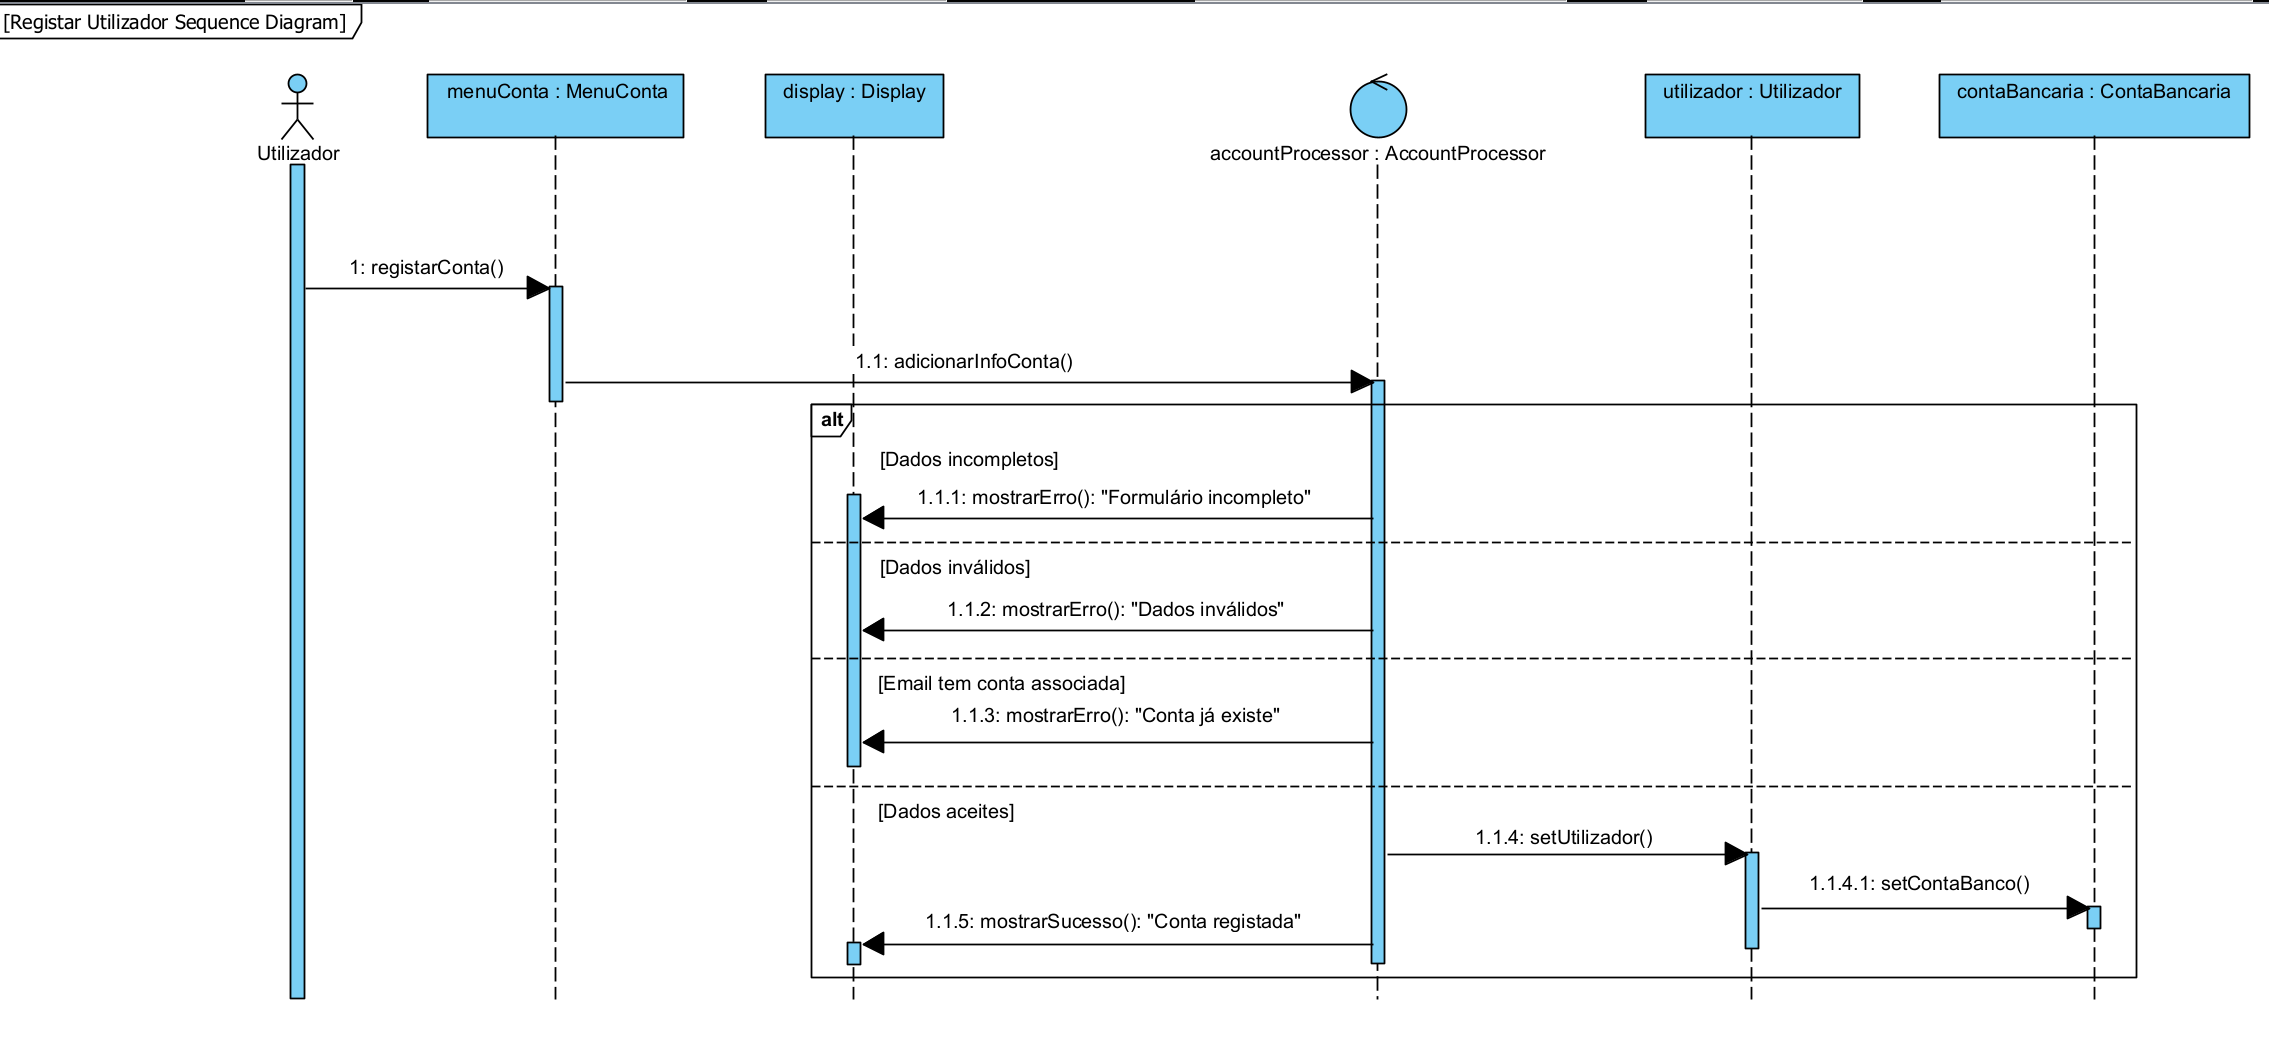 [Registar Utilizador Sequence Diagram]
menuConta : MenuConta
display : Display
utilizador : Utilizador
contaBancaria : ContaBancaria
Utilizador
accountProcessor : AccountProcessor
1: registarConta()
1.1: adicionarInfoConta()
alt
[Dados incompletos]
1.1.1: mostrarErro(): "Formulário incompleto"
[Dados inválidos]
1.1.2: mostrarErro(): "Dados inválidos"
[Email tem conta associada]
1.1.3: mostrarErro(): "Conta já existe"
[Dados aceites]
1.1.4: setUtilizador()
1.1.4.1: setContaBanco()
1.1.5: mostrarSucesso(): "Conta registada"